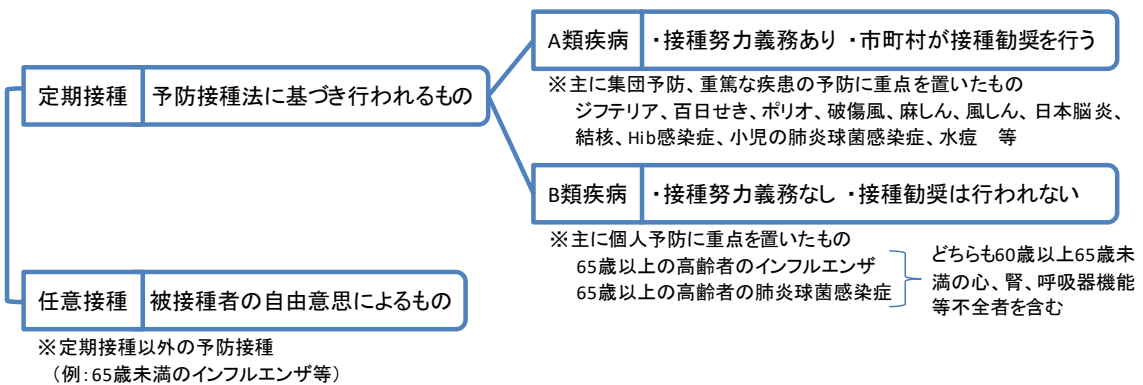 定期接種 予防接種法に基づき行われるもの
A類疾病 ・接種努力義務あり ・市町村が接種勧奨を行う
※主に集団予防、重篤な疾患の予防に重点を置いたもの
ジフテリア、百日せき、ポリオ、破傷風、麻しん、風しん、日本脳炎、
結核、Hib感染症、小児の肺炎球菌感染症、水痘 等
B類疾病 ・接種努力義務なし ・接種勧奨は行われない
※主に個人予防に重点を置いたもの
65歳以上の高齢者のインフルエンザ
65歳以上の高齢者の肺炎球菌感染症
どちらも60歳以上65歳未
満の心、腎、呼吸器機能
等不全者を含む
任意接種 被接種者の自由意思によるもの
※定期接種以外の予防接種
（例：65歳未満のインフルエンザ等）